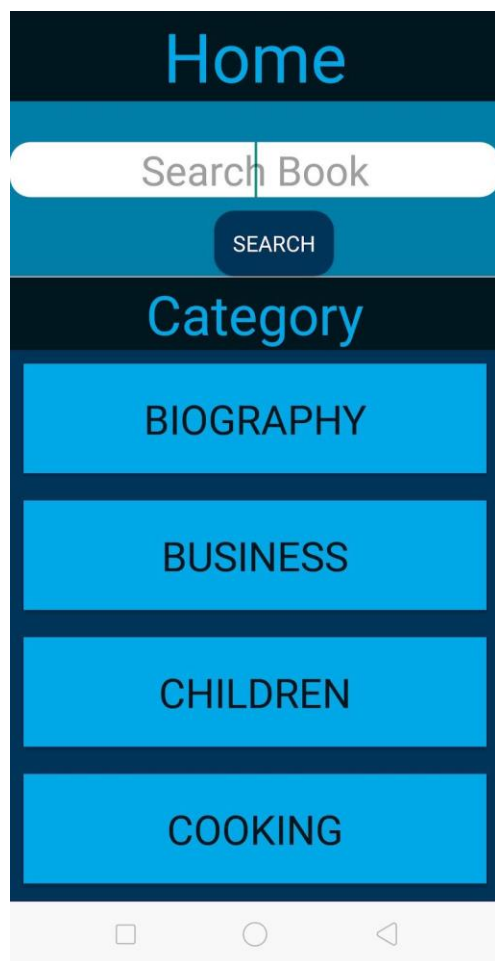 Home
Search Book
SEARCH
Category
BIOGRAPHY
BUSINESS
CHILDREN
COOKING